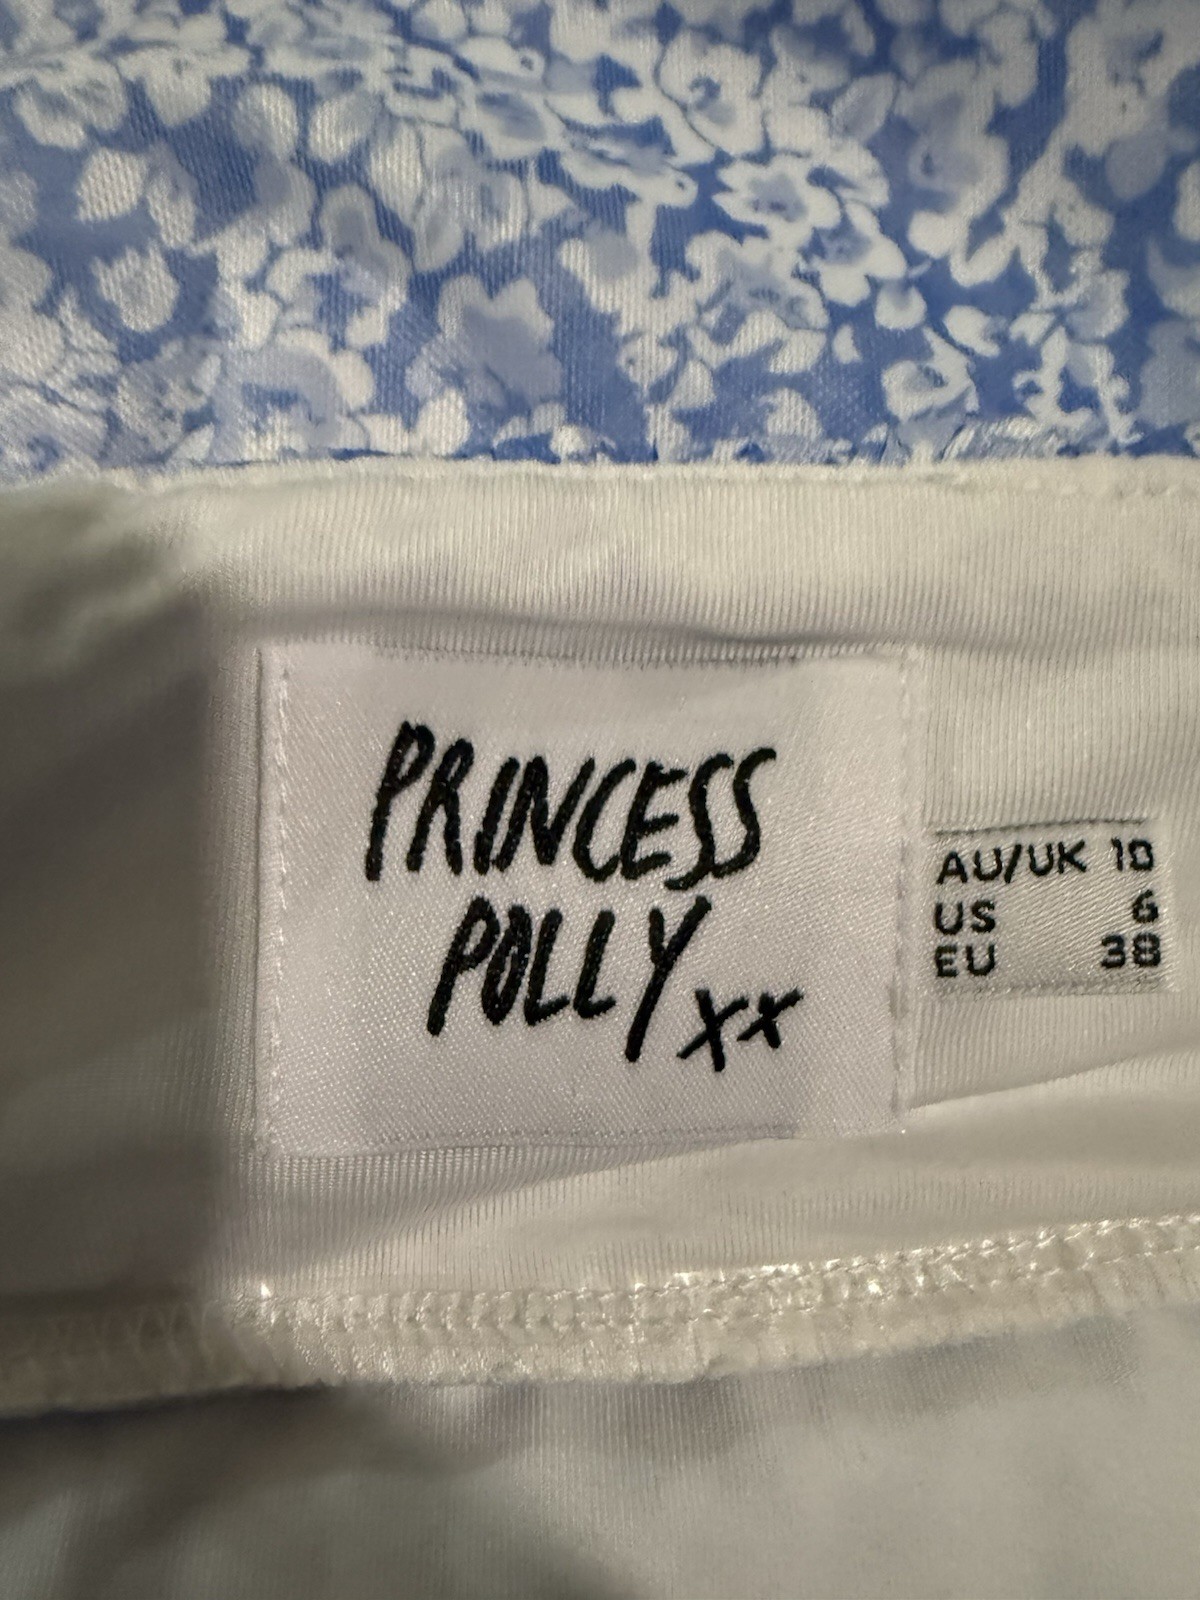 PRINCESS
POLLY xx
AU/UK 10
US 6
EU 38